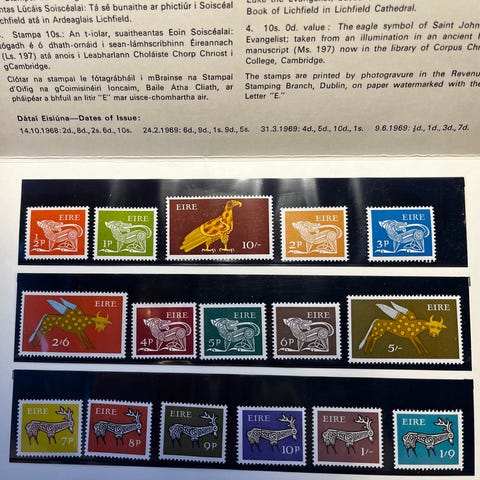 ntas Lúcáis Soiscéalaí: Tá sé bunaithe ar phictiúr i Soiscéal
thaid atá in Ardeaglais Lichfield.
Stampa 10s.: An t-iolar, suaitheantas Eoin Soiscéalaí:
ógadh é ó dhath-ornáid i sean-lámhscríbhinn Éireannach
(Ls. 197) atá anois i Leabharlann Choláiste Chorp Chriost i
gCambridge.
Clótar na stampaí le fótagrábháil i mBrainse na Stampaí
d'Oifig na gCoimisinéirí Ioncaim, Baile Átha Cliath, ar
pháipéar a bhfuil an litir "E" mar uisce-chomhartha air.
Book of Lichfield in Lichfield Cathedral.
4. 10s. 0d. value: The eagle symbol of Saint John
Evangelist; taken from an illumination in an ancient
manuscript (Ms. 197) now in the library of Corpus Chr
College, Cambridge.
The stamps are printed by photogravure in the Revenu
Stamping Branch, Dublin, on paper watermarked with the
Letter "E."
Dátaí Eisiúna—Dates of Issue:
14.10.1968: 2d., 8d., 2s. 6d., 10s. 24.2.1969: 6d., 9d., 1s. 9d., 5s. 31.3.1969: 4d., 5d., 10d., 1s. 9.6.1969: ½d., 1d., 3d., 7d.
EIRE ½P
EIRE 1P
EIRE 10/-
EIRE 2P
EIRE 3P
EIRE 2/6
EIRE 4P
EIRE 5P
EIRE 6P
EIRE 5/-
EIRE 7P
EIRE 8P
EIRE 9P
EIRE 10P
EIRE 1/-
EIRE 1/9